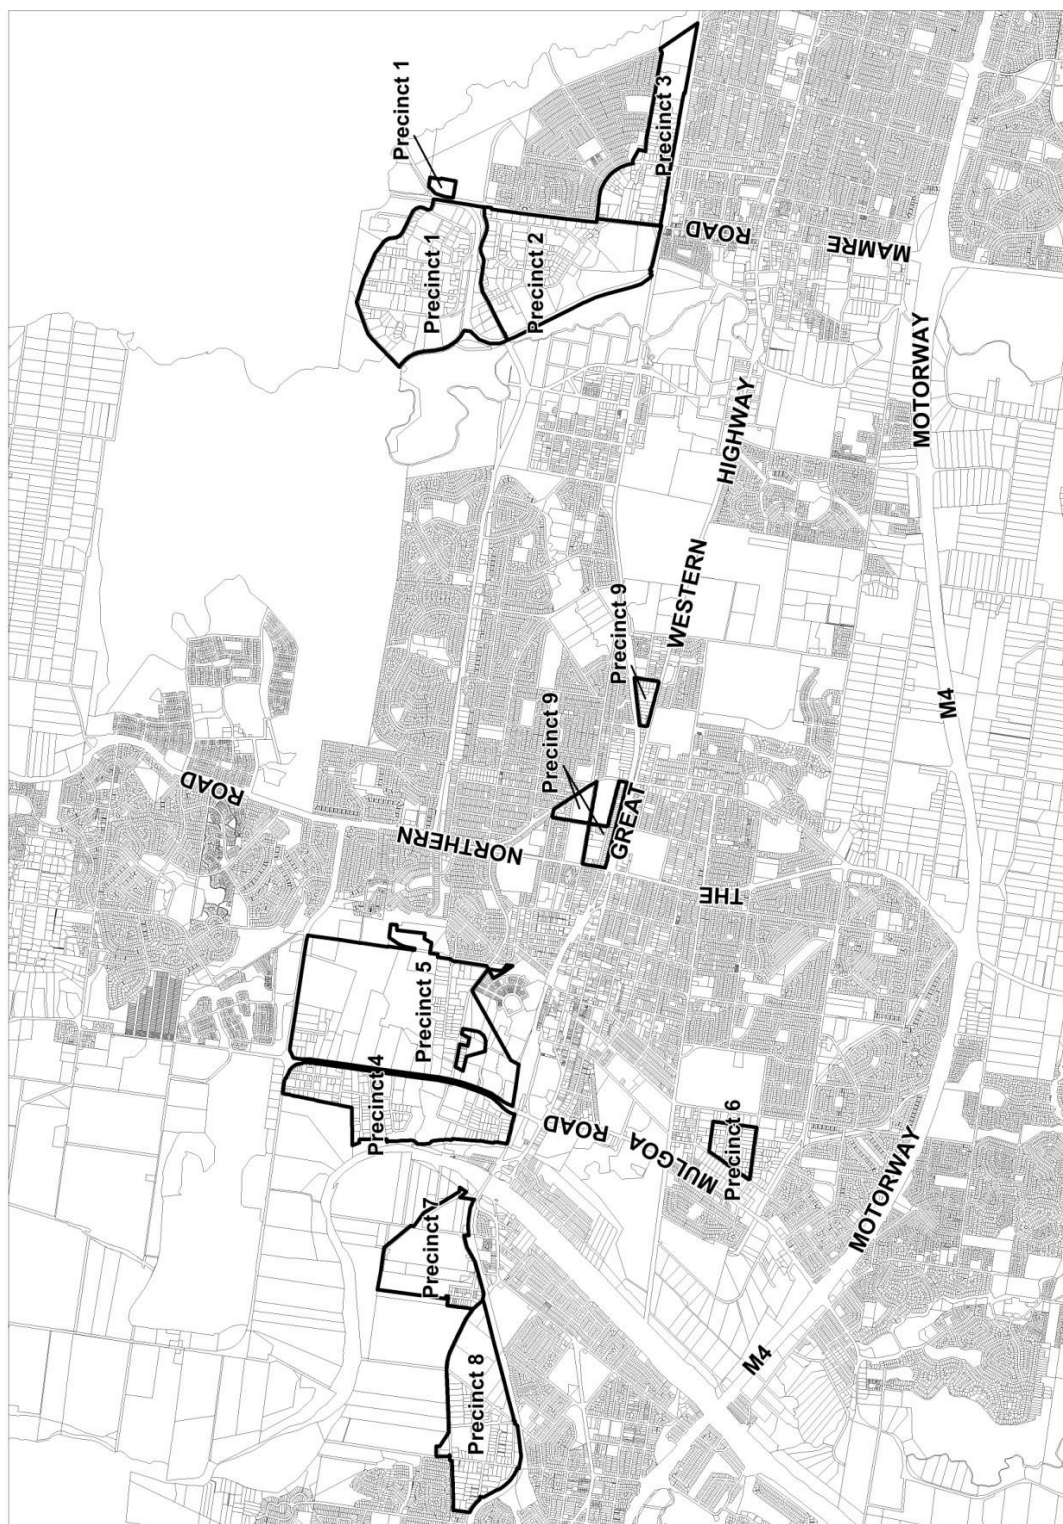 Precinct 1
Precinct 1
Precinct 2
Precinct 3
Precinct 4
Precinct 5
Precinct 6
Precinct 7
Precinct 8
Precinct 9
Precinct 9
THE
NORTHERN
ROAD
GREAT
WESTERN
HIGHWAY
MULGOA
ROAD
MAMRE
ROAD
M4
MOTORWAY
M4
MOTORWAY